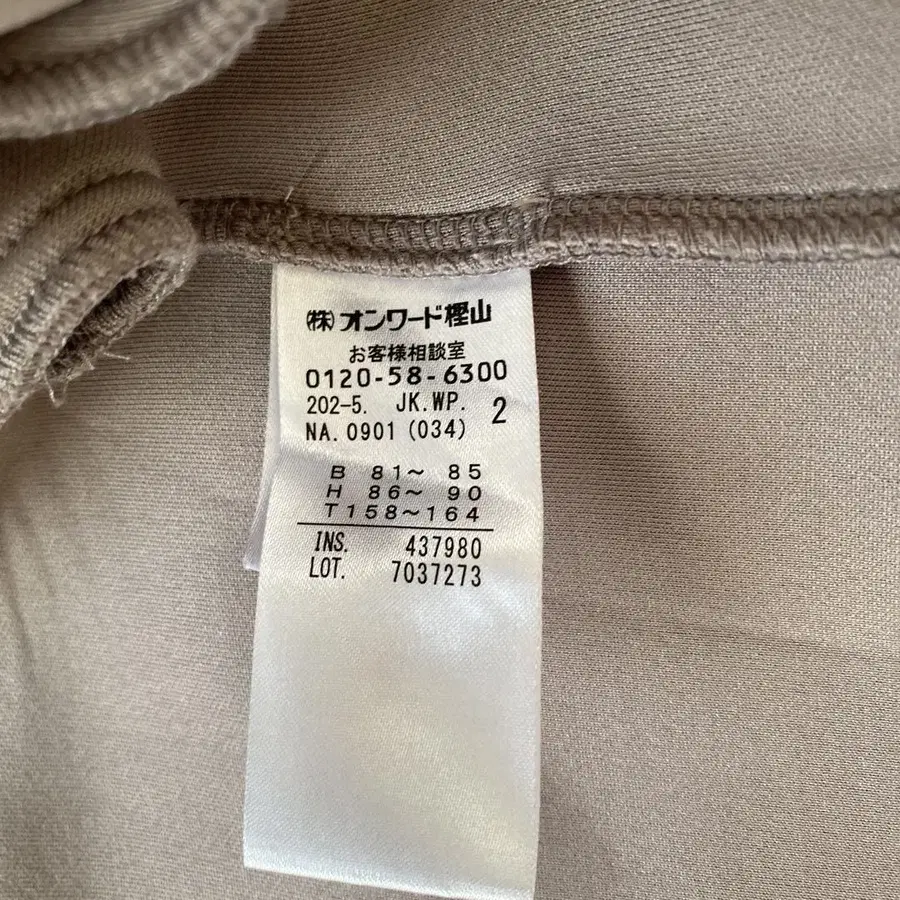 ㈱オンワード樫山
お客様相談室
0120-58-6300
202-5. JK.WP. 2
NA. 0901 (034)
B 81~ 85
H 86~ 90
T158~164
INS. 437980
LOT. 7037273